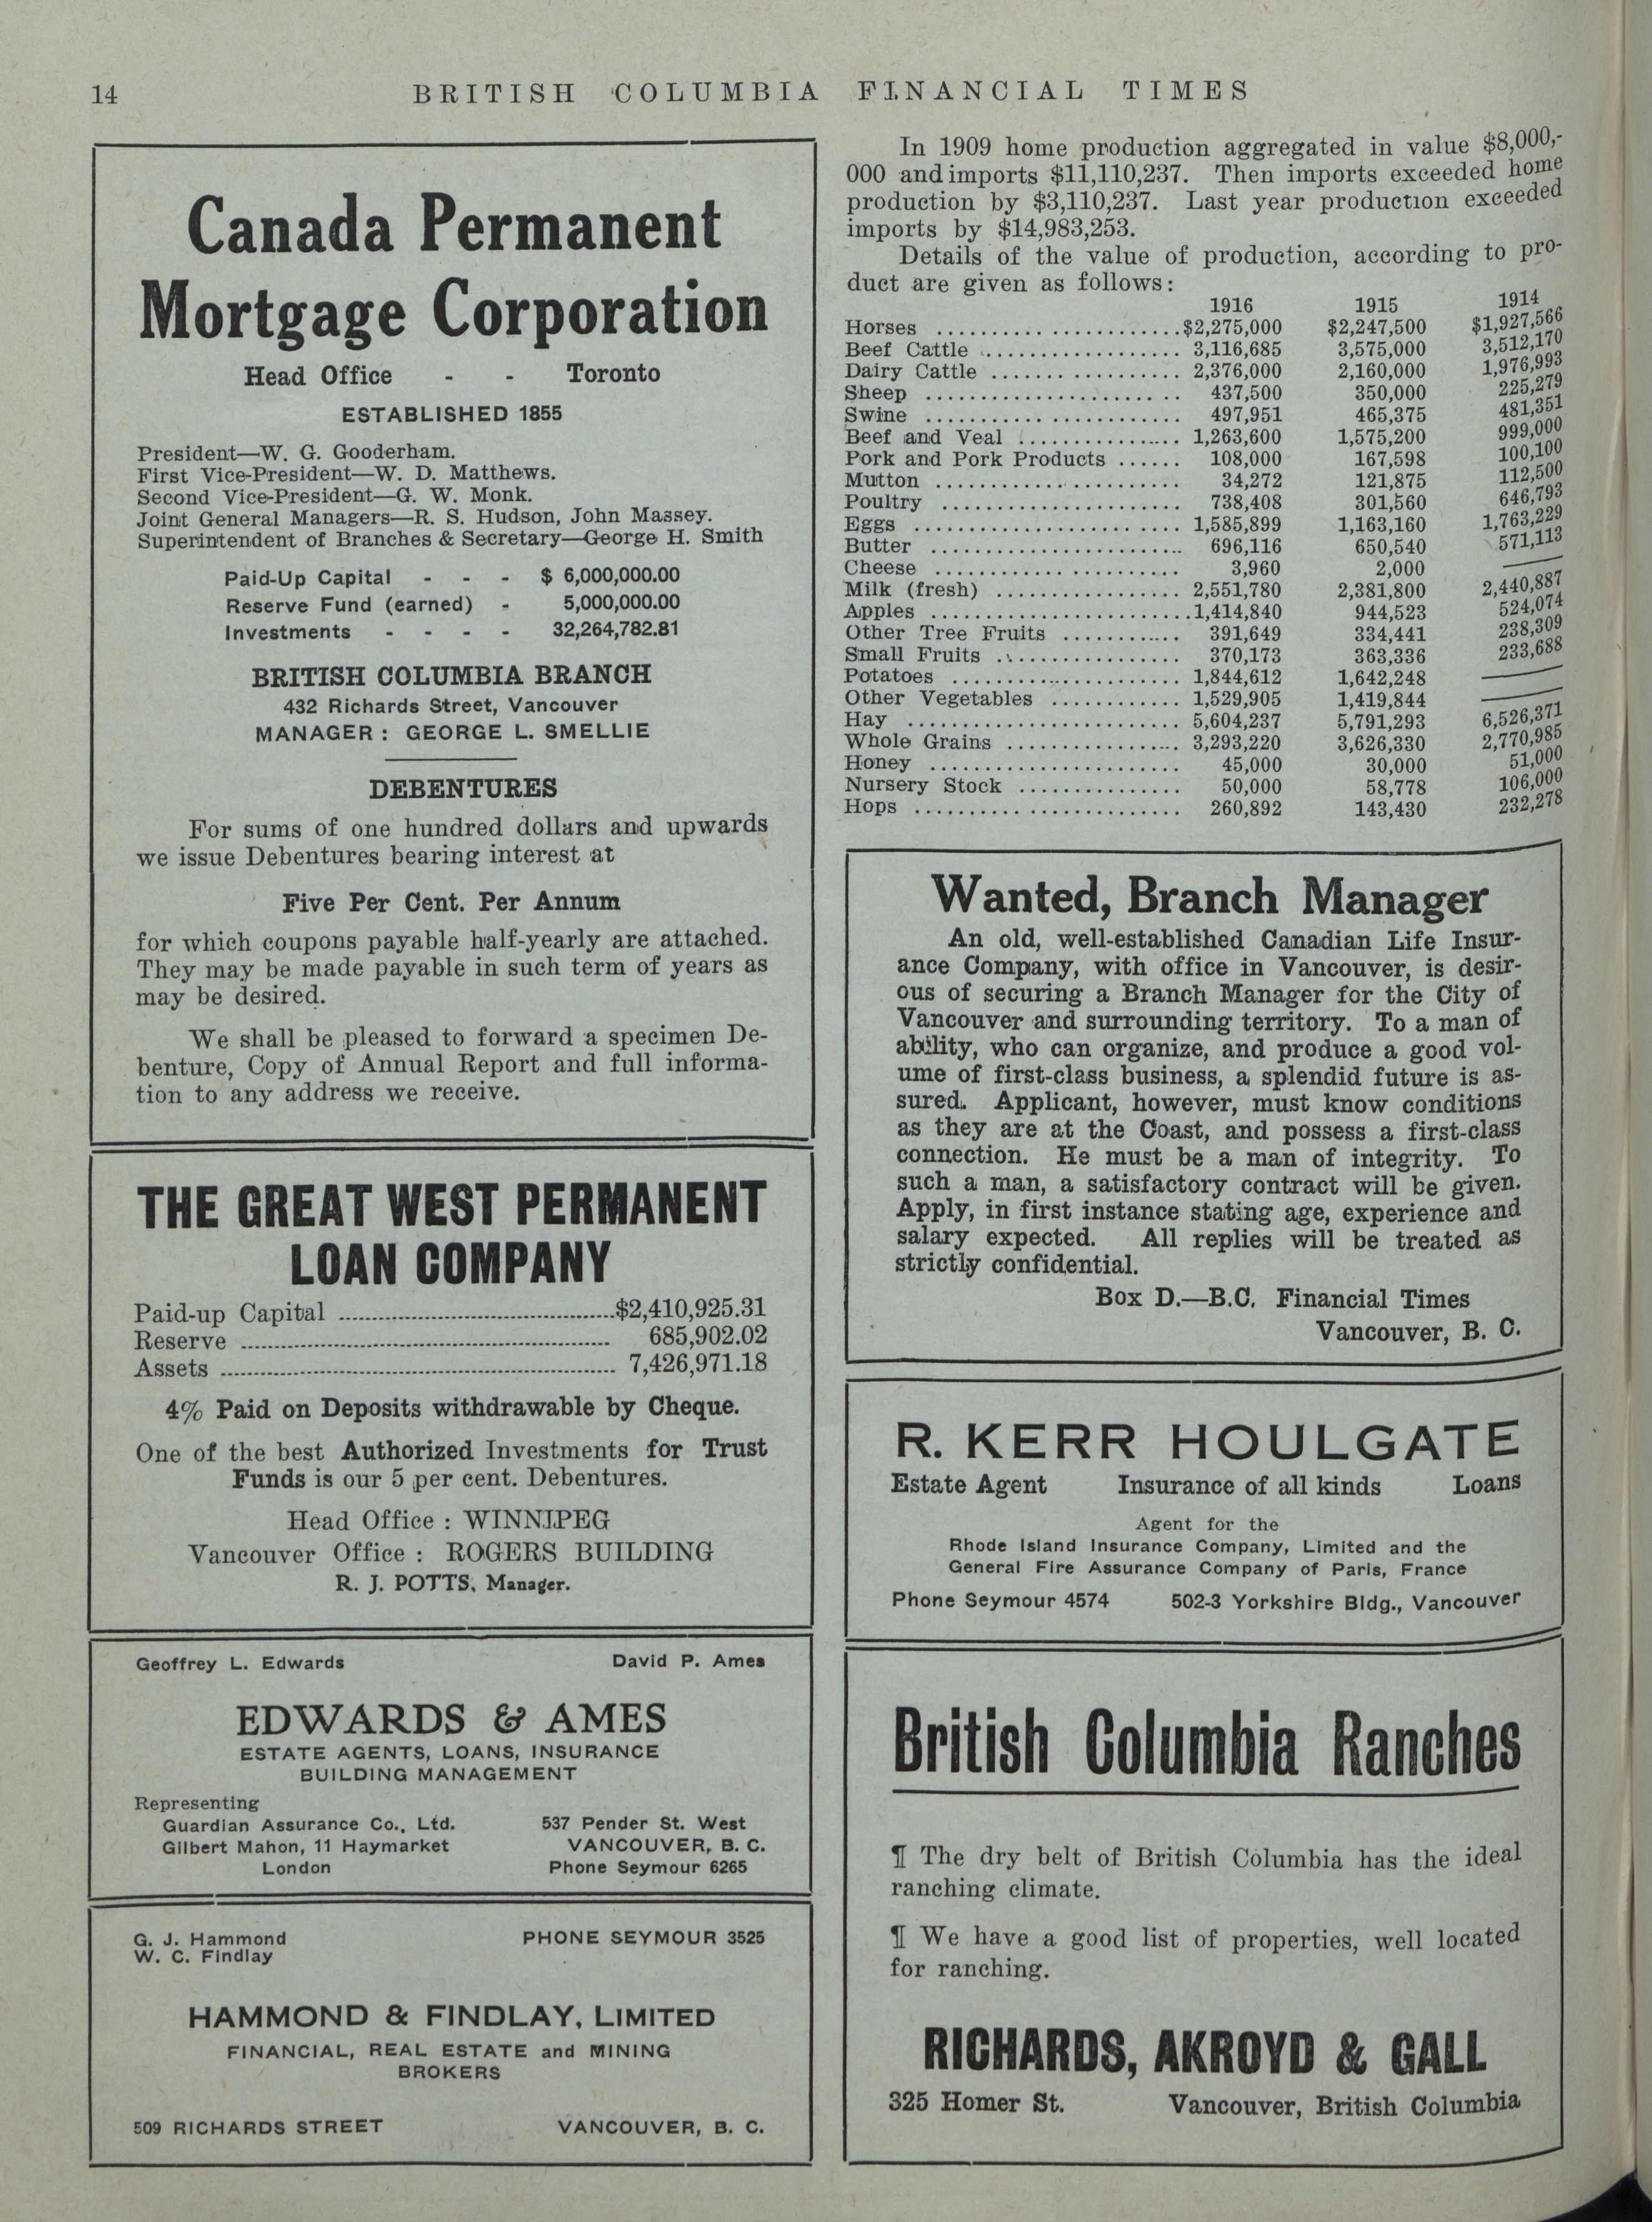 14 BRITISH COLUMBIA FINANCIAL TIMES
Canada Permanent
Mortgage Corporation
Head Office - - Toronto
ESTABLISHED 1855
President—W. G. Gooderham.
First Vice-President—W. D. Matthews.
Second Vice-President—G. W. Monk.
Joint General Managers—R. S. Hudson, John Massey.
Superintendent of Branches & Secretary—George H. Smith
Paid-Up Capital - - - $ 6,000,000.00
Reserve Fund (earned) - 5,000,000.00
Investments - - - - 32,264,782.81
BRITISH COLUMBIA BRANCH
432 Richards Street, Vancouver
MANAGER: GEORGE L. SMELLIE
DEBENTURES
For sums of one hundred dollars and upwards
we issue Debentures bearing interest at
Five Per Cent. Per Annum
for which coupons payable half-yearly are attached.
They may be made payable in such term of years as
may be desired.
We shall be pleased to forward a specimen De-
benture, Copy of Annual Report and full informa-
tion to any address we receive.
THE GREAT WEST PERMANENT
LOAN COMPANY
Paid-up Capital ........ $2,410,925.31
Reserve ........ 685,902.02
Assets ........ 7,426,971.18
4% Paid on Deposits withdrawable by Cheque.
One of the best Authorized Investments for Trust
Funds is our 5 per cent. Debentures.
Head Office : WINNIPEG
Vancouver Office : ROGERS BUILDING
R. J. POTTS, Manager.
Geoffrey L. Edwards David P. Ames
EDWARDS & AMES
ESTATE AGENTS, LOANS, INSURANCE
BUILDING MANAGEMENT
Representing
Guardian Assurance Co., Ltd. 537 Pender St. West
Gilbert Mahon, 11 Haymarket VANCOUVER, B. C.
London Phone Seymour 6265
G. J. Hammond PHONE SEYMOUR 3525
W. C. Findlay
HAMMOND & FINDLAY, LIMITED
FINANCIAL, REAL ESTATE and MINING
BROKERS
509 RICHARDS STREET VANCOUVER, B. C.
In 1909 home production aggregated in value $8,000,-
000 and imports $11,110,237. Then imports exceeded home
production by $3,110,237. Last year production exceeded
imports by $14,983,253.
Details of the value of production, according to pro-
duct are given as follows:
1916 1915 1914
Horses ........ $2,275,000 $2,247,500 $1,927,566
Beef Cattle ........ 3,116,685 3,575,000 3,512,170
Dairy Cattle ........ 2,376,000 2,160,000 1,976,993
Sheep ........ 437,500 350,000 225,279
Swine ........ 497,951 465,375 481,351
Beef and Veal ........ 1,263,600 1,575,200 999,000
Pork and Pork Products ...... 108,000 167,598 100,100
Mutton ........ 34,272 121,875 112,500
Poultry ........ 738,408 301,560 646,793
Eggs ........ 1,585,899 1,163,160 1,763,229
Butter ........ 696,116 650,540 571,113
Cheese ........ 3,960 2,000 ———
Milk (fresh) ........ 2,551,780 2,381,800 2,440,887
Apples ........ 1,414,840 944,523 524,074
Other Tree Fruits ........ 391,649 334,441 238,309
Small Fruits ........ 370,173 363,336 233,688
Potatoes ........ 1,844,612 1,642,248 ———
Other Vegetables ........ 1,529,905 1,419,844 ———
Hay ........ 5,604,237 5,791,293 6,526,371
Whole Grains ........ 3,293,220 3,626,330 2,770,985
Honey ........ 45,000 30,000 51,000
Nursery Stock ........ 50,000 58,778 106,000
Hops ........ 260,892 143,430 232,278
Wanted, Branch Manager
An old, well-established Canadian Life Insur-
ance Company, with office in Vancouver, is desir-
ous of securing a Branch Manager for the City of
Vancouver and surrounding territory. To a man of
ability, who can organize, and produce a good vol-
ume of first-class business, a splendid future is as-
sured. Applicant, however, must know conditions
as they are at the Coast, and possess a first-class
connection. He must be a man of integrity. To
such a man, a satisfactory contract will be given.
Apply, in first instance stating age, experience and
salary expected. All replies will be treated as
strictly confidential.
Box D.—B.C. Financial Times
Vancouver, B. C.
R. KERR HOULGATE
Estate Agent Insurance of all kinds Loans
Agent for the
Rhode Island Insurance Company, Limited and the
General Fire Assurance Company of Paris, France
Phone Seymour 4574 502-3 Yorkshire Bldg., Vancouver
British Columbia Ranches
¶ The dry belt of British Columbia has the ideal
ranching climate.
¶ We have a good list of properties, well located
for ranching.
RICHARDS, AKROYD & GALL
325 Homer St. Vancouver, British Columbia